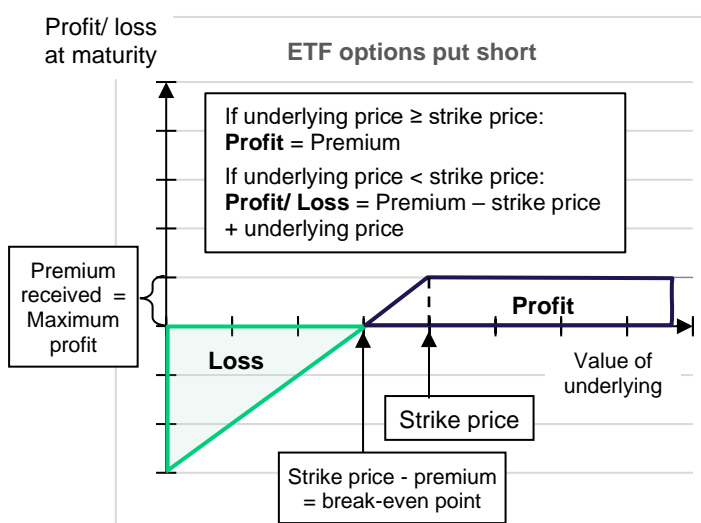 Profit/ loss
at maturity
ETF options put short
If underlying price ≥ strike price:
Profit = Premium
If underlying price < strike price:
Profit/ Loss = Premium – strike price
+ underlying price
Premium
received =
Maximum
profit
Profit
Loss
Value of
underlying
Strike price
Strike price - premium
= break-even point